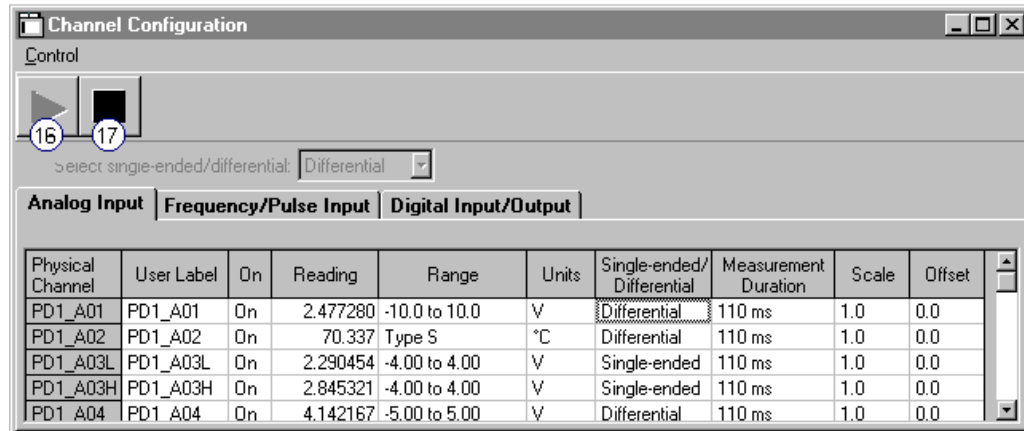 Channel Configuration
Control
16 17
Select single-ended/differential: Differential
Analog Input Frequency/Pulse Input Digital Input/Output
Physical Channel User Label On Reading Range Units Single-ended/ Differential Measurement Duration Scale Offset
PD1_A01 PD1_A01 On 2.477280 -10.0 to 10.0 V Differential 110 ms 1.0 0.0
PD1_A02 PD1_A02 On 70.337 Type S °C Differential 110 ms 1.0 0.0
PD1_A03L PD1_A03L On 2.290454 -4.00 to 4.00 V Single-ended 110 ms 1.0 0.0
PD1_A03H PD1_A03H On 2.845321 -4.00 to 4.00 V Single-ended 110 ms 1.0 0.0
PD1_A04 PD1_A04 On 4.142167 -5.00 to 5.00 V Differential 110 ms 1.0 0.0